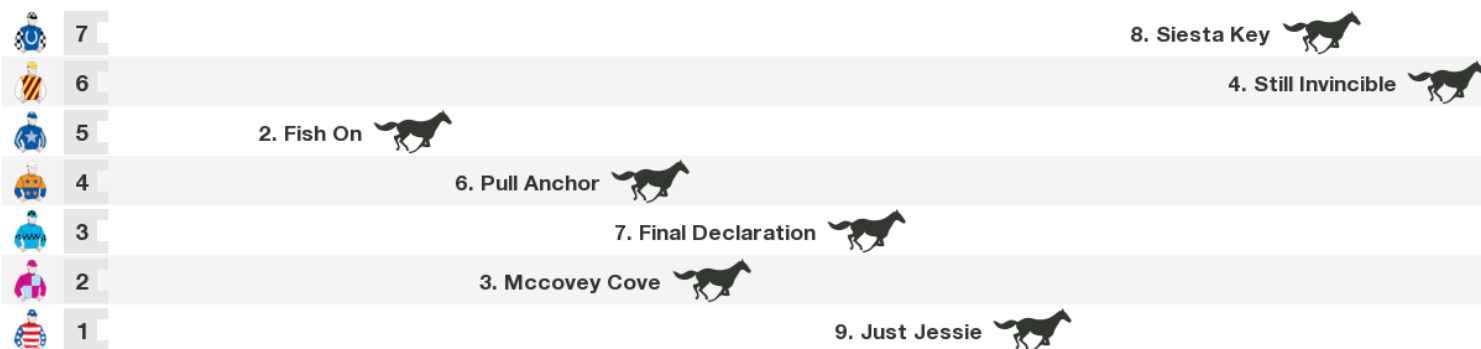 7 8. Siesta Key
6 4. Still Invincible
5 2. Fish On
4 6. Pull Anchor
3 7. Final Declaration
2 3. Mccovey Cove
1 9. Just Jessie